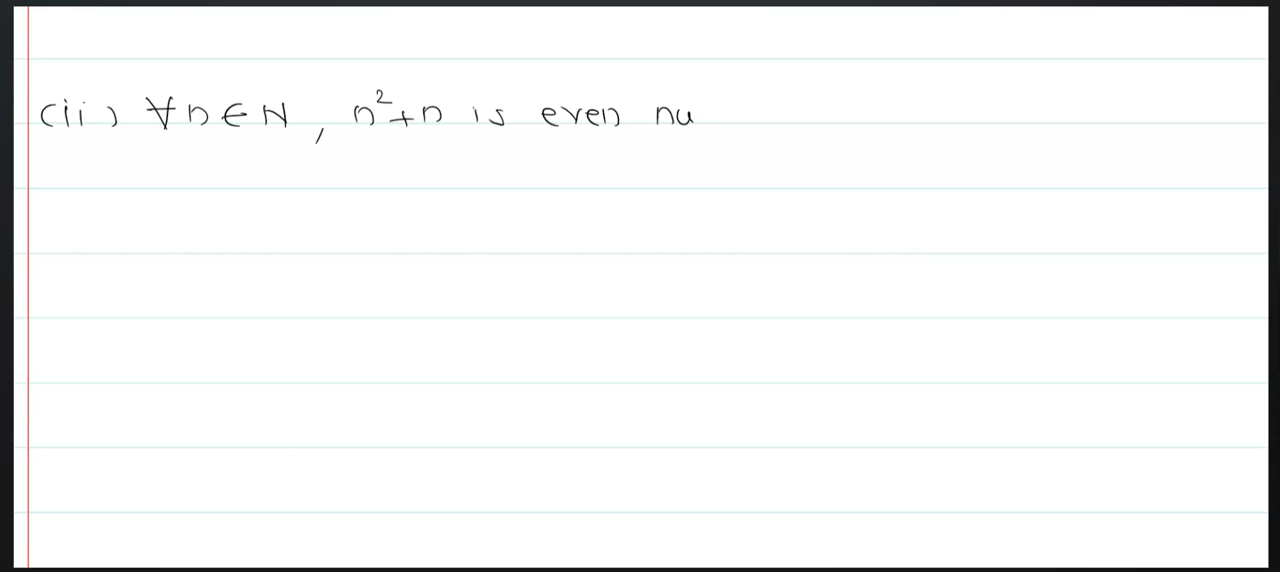 (ii) ∀n∈N, n²+n is even nu